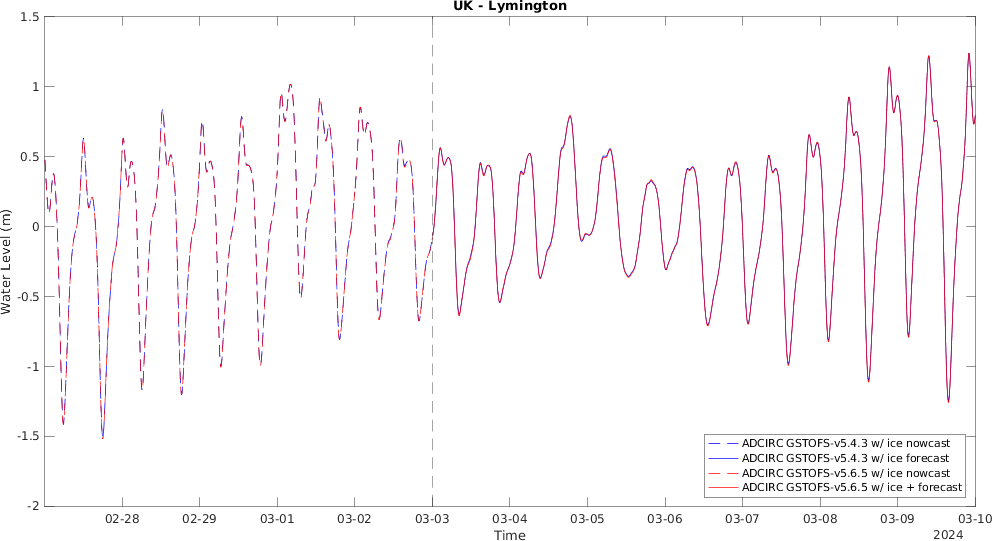 UK - Lymington
1.5
1
0.5
0
-0.5
-1
-1.5
-2
Water Level (m)
02-28 02-29 03-01 03-02 03-03 03-04 03-05 03-06 03-07 03-08 03-09 03-10
Time
2024
ADCIRC GSTOFS-v5.4.3 w/ ice nowcast
ADCIRC GSTOFS-v5.4.3 w/ ice forecast
ADCIRC GSTOFS-v5.6.5 w/ ice nowcast
ADCIRC GSTOFS-v5.6.5 w/ ice + forecast